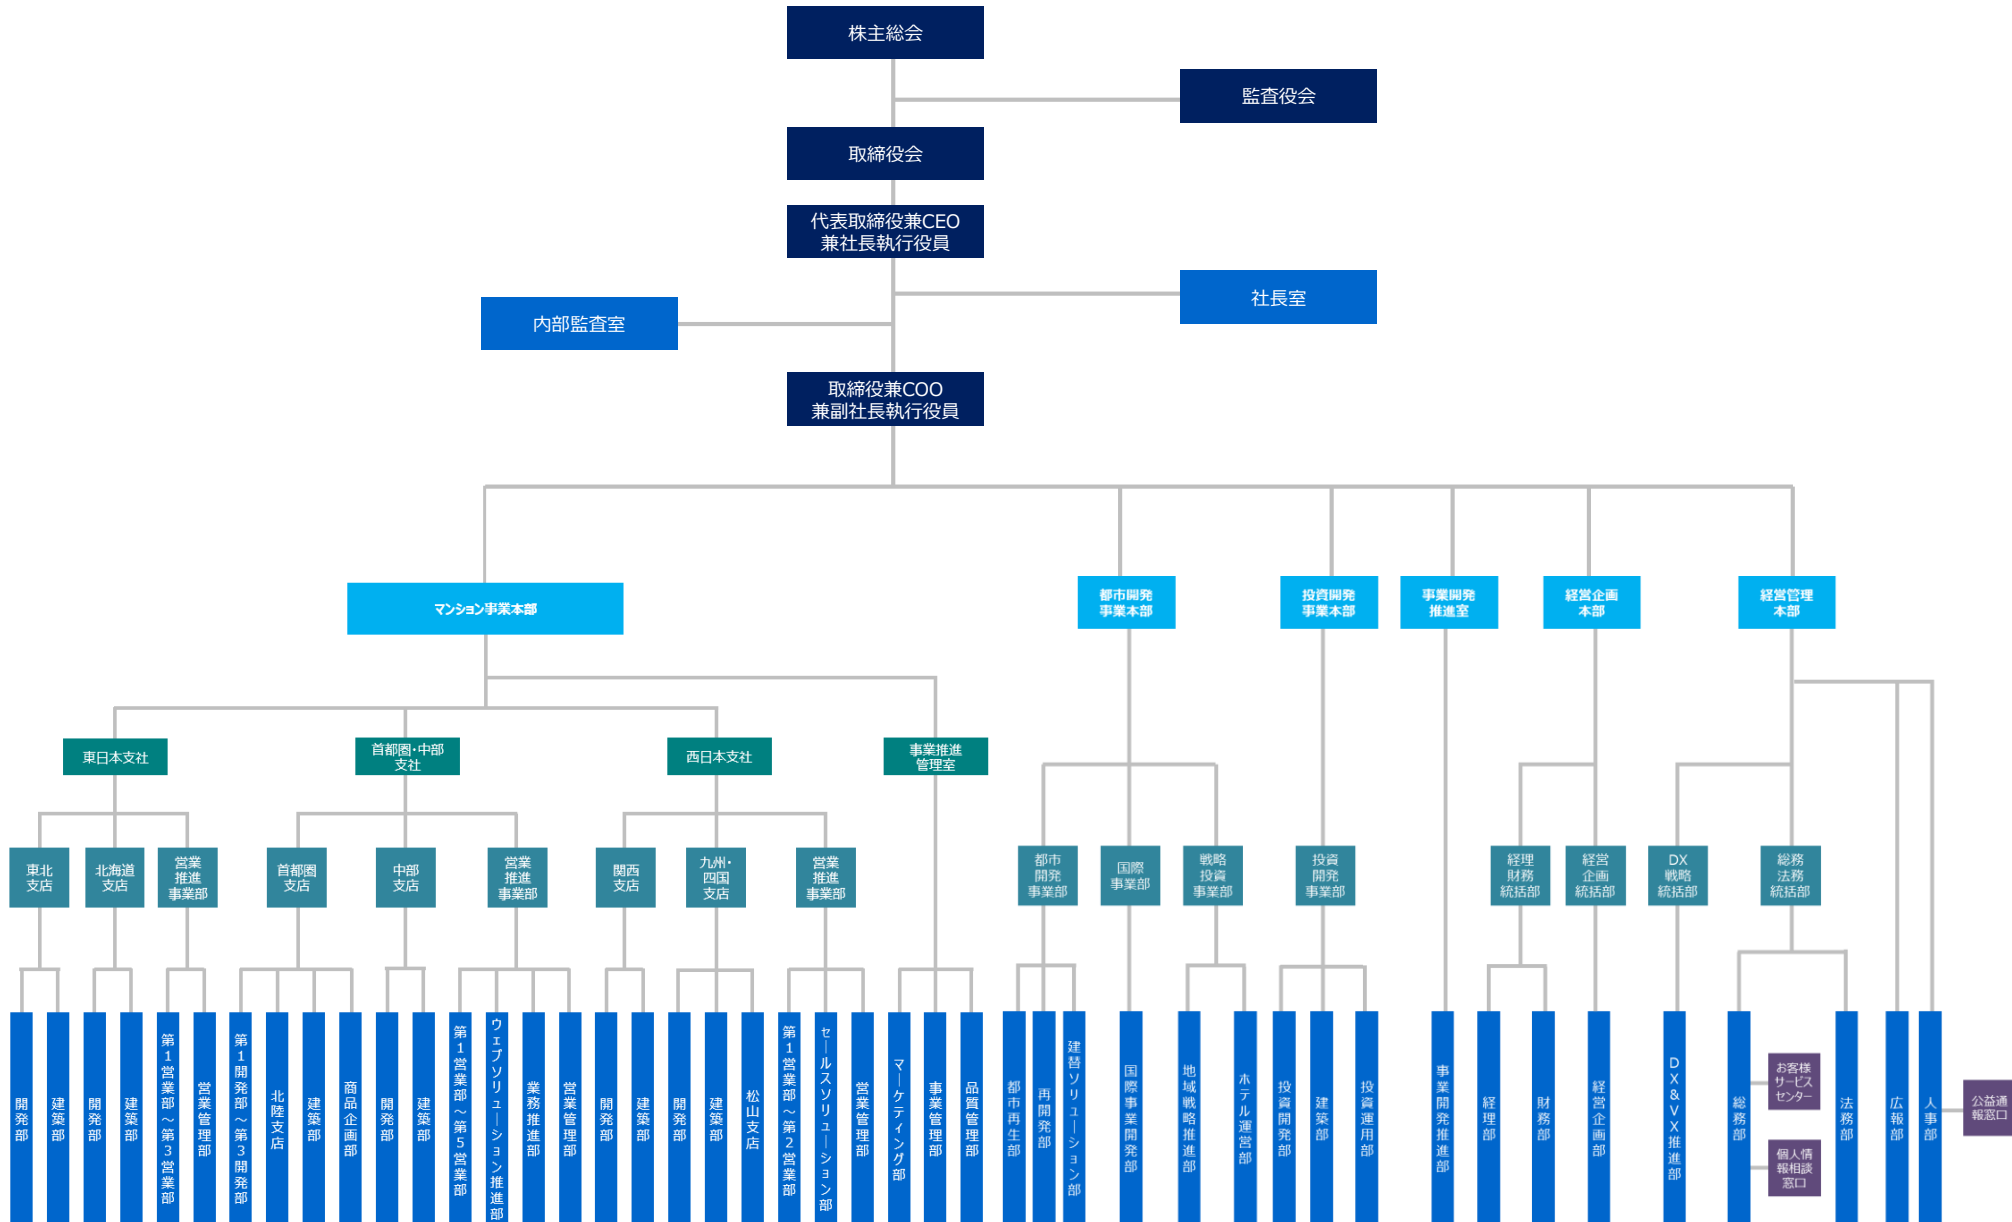 株主総会
監査役会
取締役会
代表取締役兼CEO
兼社長執行役員
社長室
内部監査室
取締役兼COO
兼副社長執行役員
マンション事業本部
都市開発
事業本部
投資開発
事業本部
事業開発
推進室
経営企画
本部
経営管理
本部
東日本支社
首都圏・中部
支社
西日本支社
事業推進
管理室
東北
支店
北海道
支店
営業
推進
事業部
首都圏
支店
中部
支店
営業
推進
事業部
関西
支店
九州・
四国
支店
営業
推進
事業部
都市
開発
事業部
国際
事業部
戦略
投資
事業部
投資
開発
事業部
経理
財務
統括部
経営
企画
統括部
DX
戦略
統括部
総務
法務
統括部
開発部
建築部
開発部
建築部
第1営業部～第3営業部
営業管理部
第1開発部～第3開発部
北陸支店
建築部
商品企画部
開発部
建築部
第1営業部～第5営業部
ウェブソリューション推進部
業務推進部
営業管理部
開発部
建築部
開発部
建築部
松山支店
第1営業部～第2営業部
セールスソリューション部
営業管理部
マーケティング部
事業管理部
品質管理部
都市再生部
再開発部
建替ソリューション部
国際事業開発部
地域戦略推進部
ホテル運営部
投資開発部
建築部
投資運用部
事業開発推進部
経理部
財務部
経営企画部
DX&VX推進部
総務部
お客様
サービス
センター
個人情
報相談
窓口
法務部
広報部
人事部
公益通
報窓口